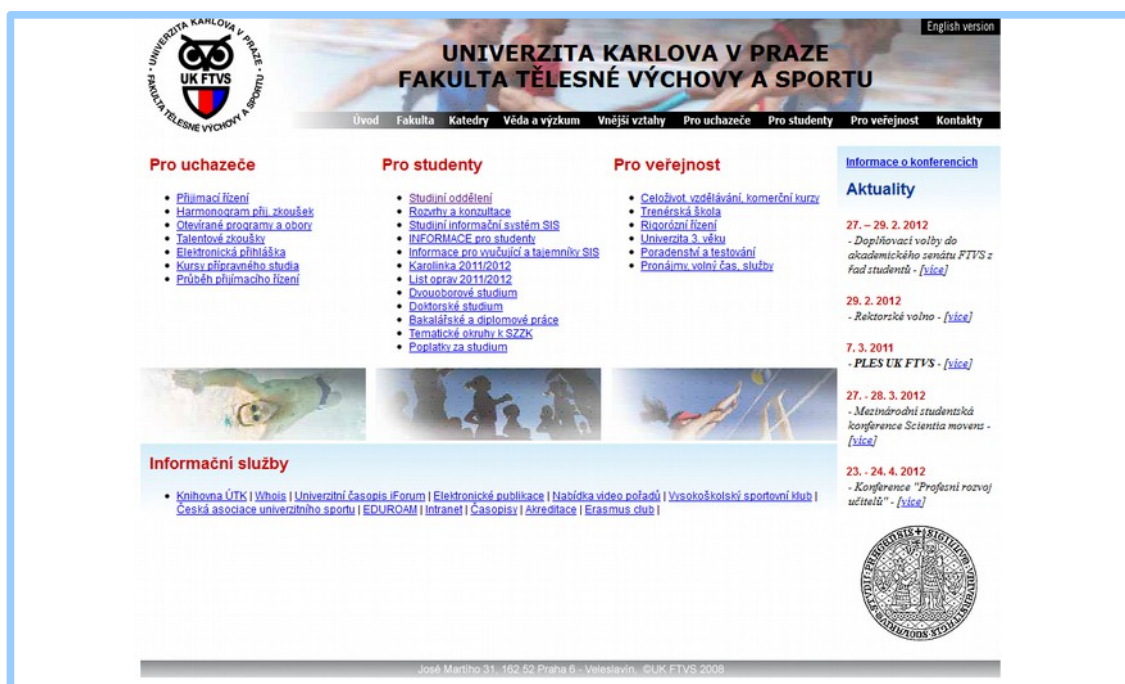 UNIVERZITA KARLOVA V PRAZE
FAKULTA TĚLESNÉ VÝCHOVY A SPORTU
UK FTVS
English version
UNIVERZITA KARLOVA V PRAZE
FAKULTA TĚLESNÉ VÝCHOVY A SPORTU
Úvod Fakulta Katedry Věda a výzkum Vnější vztahy Pro uchazeče Pro studenty Pro veřejnost Kontakty
Pro uchazeče
Přijímací řízení
Harmonogram přij. zkoušek
Otevírané programy a obory
Talentové zkoušky
Elektronická přihláška
Kursy přípravného studia
Průběh přijímacího řízení
Pro studenty
Studijní oddělení
Rozvrhy a konzultace
Studijní informační systém SIS
INFORMACE pro studenty
Informace pro vyučující a tajemníky SIS
Karolinka 2011/2012
List oprav 2011/2012
Dvouoborové studium
Doktorské studium
Bakalářské a diplomové práce
Tematické okruhy k SZZK
Poplatky za studium
Pro veřejnost
Celoživot. vzdělávání, komerční kurzy
Trenérská škola
Rigorózní řízení
Univerzita 3. věku
Poradenství a testování
Pronájmy, volný čas, služby
Informace o konferencích
Aktuality
27. – 29. 2. 2012
- Doplňovací volby do
akademického senátu FTVS z
řad studentů - [více]
29. 2. 2012
- Rektorské volno - [více]
7. 3. 2011
- PLES UK FTVS - [více]
27. - 28. 3. 2012
- Mezinárodní studentská
konference Scientia movens -
[více]
23. - 24. 4. 2012
- Konference "Profesní rozvoj
učitelů" - [více]
Informační služby
Knihovna ÚTK | Whois | Univerzitní časopis iForum | Elektronické publikace | Nabídka video pořadů | Vysokoškolský sportovní klub |
Česká asociace univerzitního sportu | EDUROAM | Intranet | Časopisy | Akreditace | Erasmus club |
José Martího 31, 162 52 Praha 6 - Veleslavín, ©UK FTVS 2008